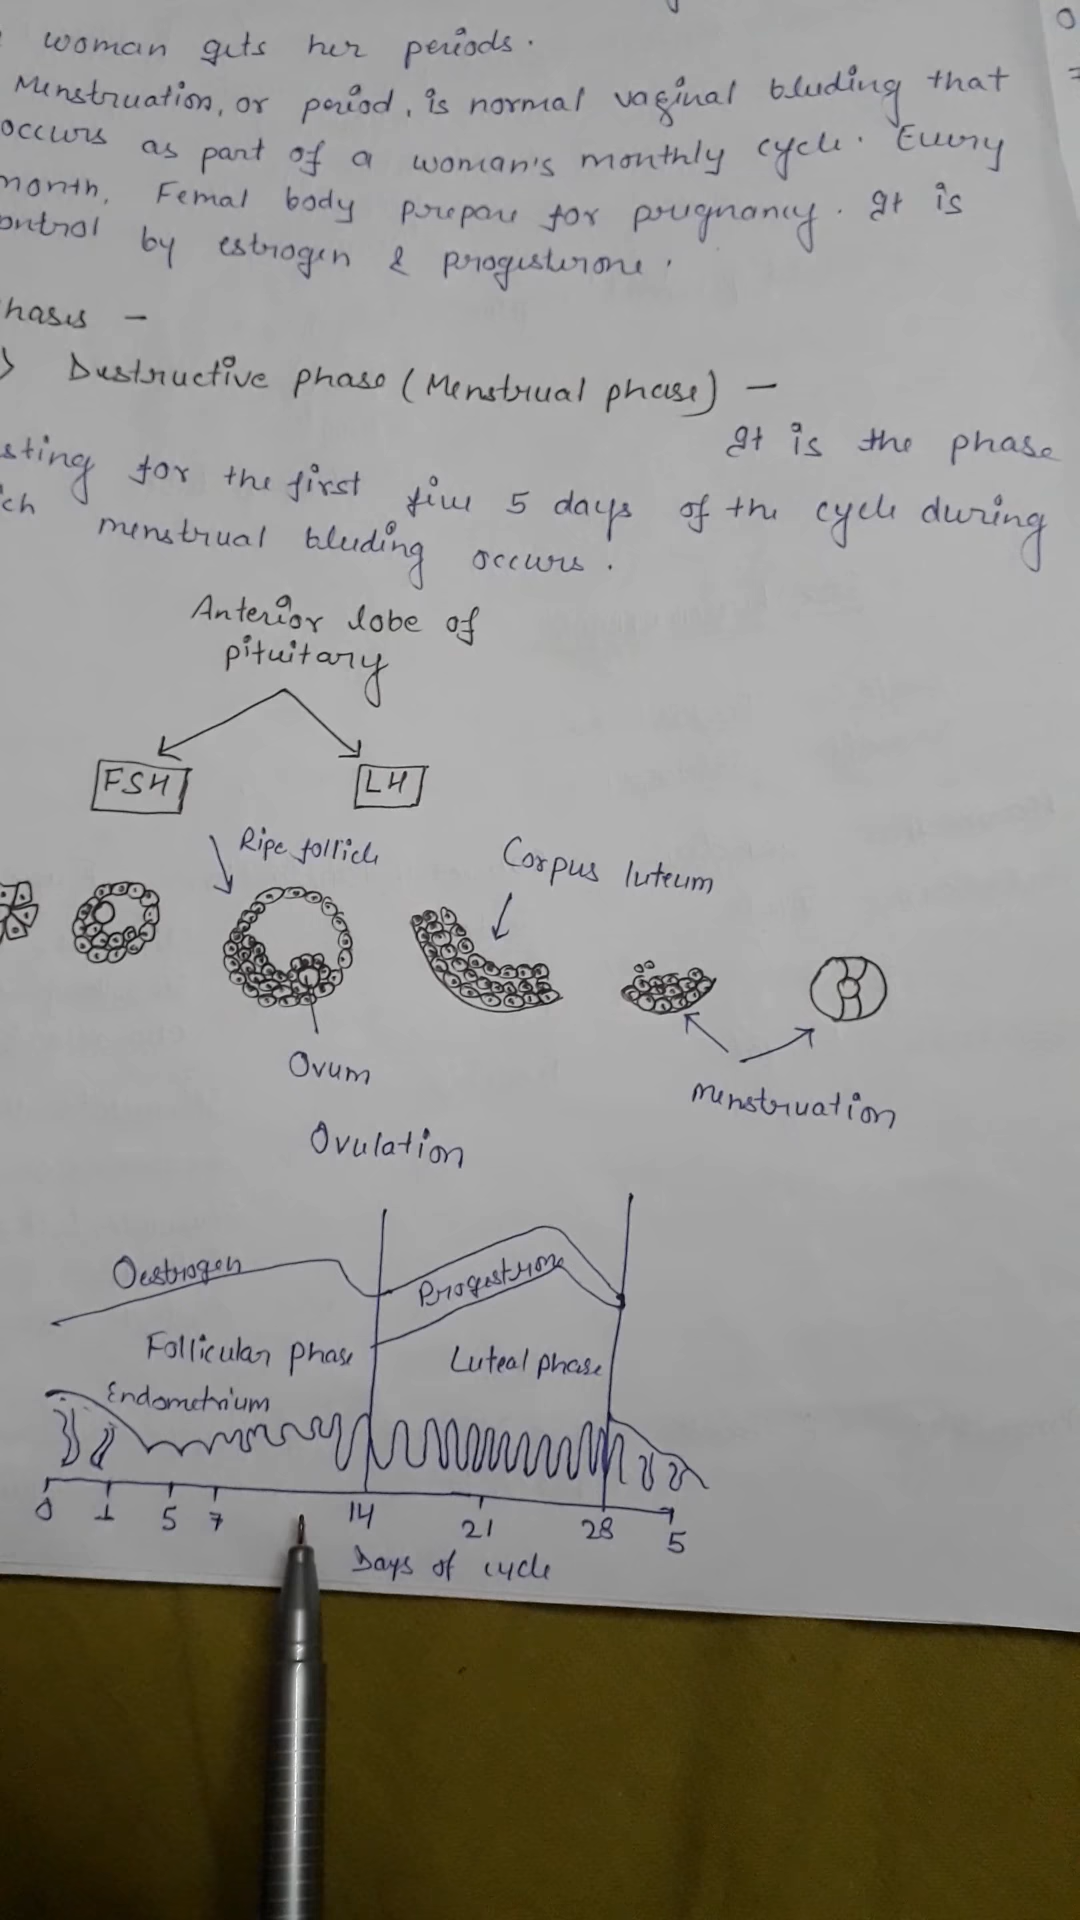 woman gets her periods.
Menstruation, or period, is normal vaginal bleeding that
occurs as part of a woman's monthly cycle. Every
month, Femal body prepare for pregnancy. It is
ontrol by estrogen & progesterone.
hases -
Destructive phase (Menstrual phase) -
It is the phase
sting for the first five 5 days of the cycle during
ich menstrual bleeding occurs.
Anterior lobe of
pituitary
FSH LH
Ripe follicle
Corpus luteum
Ovum
menstruation
Ovulation
Oestrogen
Progestrone
Follicular phase
Luteal phase
Endometrium
0 1 5 7 14 21 28 5
Days of cycle